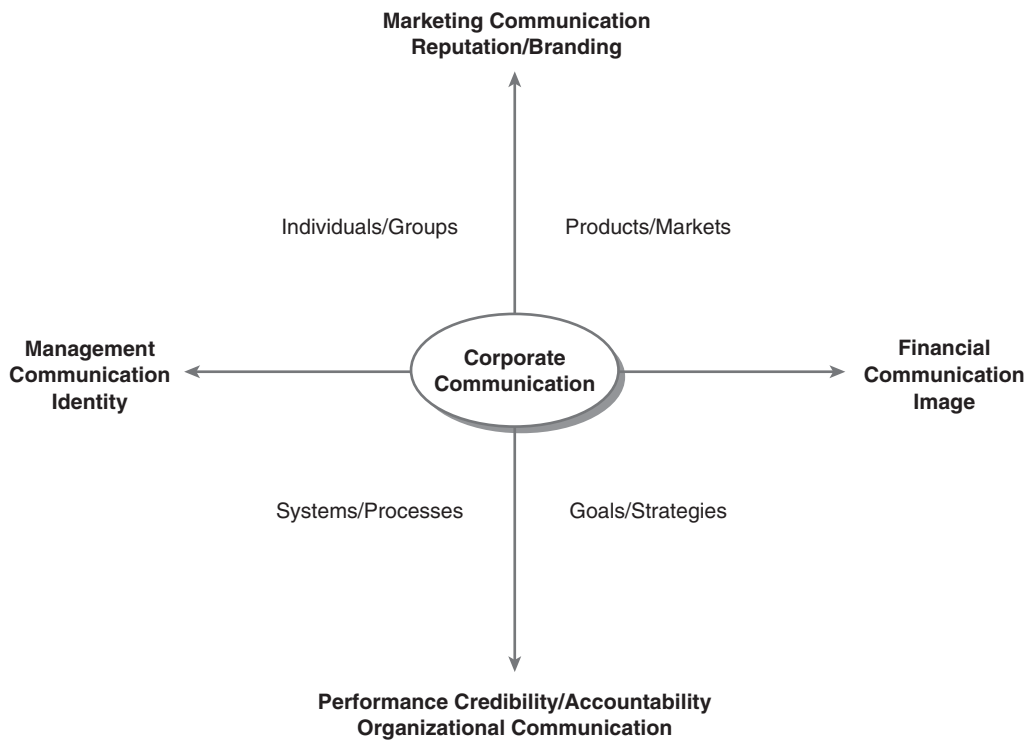 Marketing Communication
Reputation/Branding
Individuals/Groups
Products/Markets
Management
Communication
Identity
Corporate
Communication
Financial
Communication
Image
Systems/Processes
Goals/Strategies
Performance Credibility/Accountability
Organizational Communication